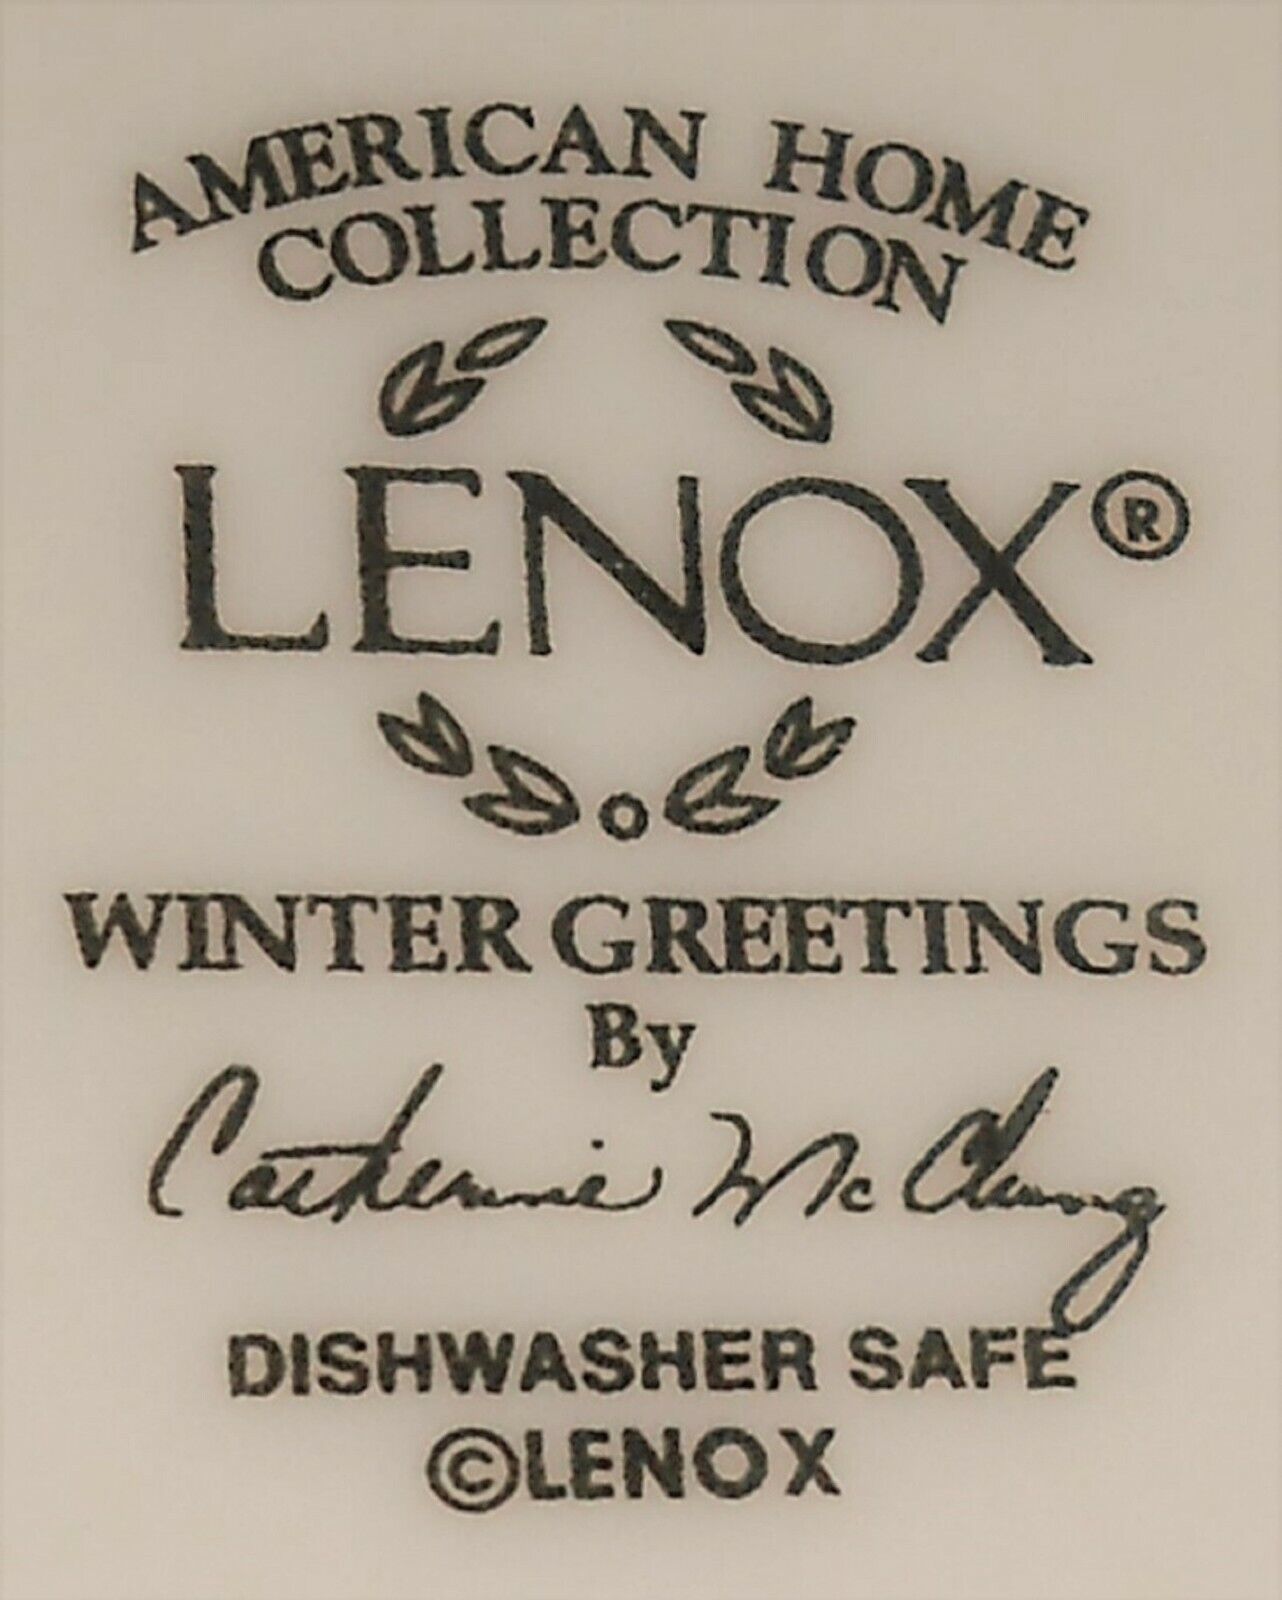 AMERICAN HOME
COLLECTION
LENOX®
WINTER GREETINGS
By
Catherine McClung
DISHWASHER SAFE
©LENOX